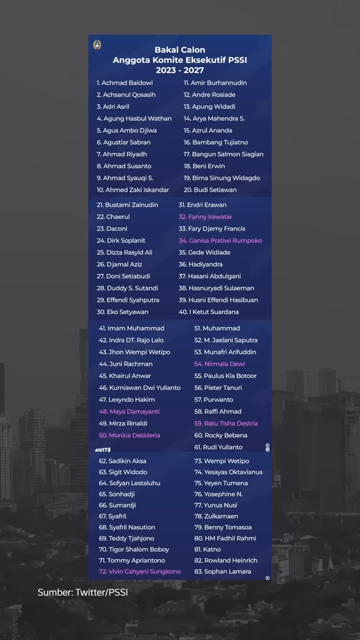 Bakal Calon
Anggota Komite Eksekutif PSSI
2023 - 2027
1. Achmad Baidowi
2. Achsanul Qosasih
3. Adri Asril
4. Agung Hasbul Wathan
5. Agus Ambo Djiwa
6. Agustiar Sabran
7. Ahmad Riyadh
8. Ahmad Susanto
9. Ahmad Syauqi S.
10. Ahmed Zaki Iskandar
11. Amir Burhannudin
12. Andre Rosiade
13. Apung Widadi
14. Arya Mahendra S.
15. Azrul Ananda
16. Bambang Tujiatno
17. Bangun Salmon Siagian
18. Beni Erwin
19. Bima Sinung Widagdo
20. Budi Setiawan
21. Bustami Zainudin
22. Chaerul
23. Daconi
24. Dirk Soplanit
25. Dizza Rasyid Ali
26. Djamal Aziz
27. Doni Setiabudi
28. Duddy S. Sutandi
29. Effendi Syahputra
30. Eko Setyawan
31. Endri Erawan
32. Fanny Irawatie
33. Fary Djemy Francis
34. Ganisa Pratiwi Rumpoko
35. Gede Widiade
36. Hadiyandra
37. Hasani Abdulgani
38. Hasnuryadi Sulaeman
39. Husni Effendi Hasibuan
40. I Ketut Suardana
41. Imam Muhammad
42. Indra DT. Rajo Lelo
43. Jhon Wempi Wetipo
44. Juni Rachman
45. Khairul Anwar
46. Kurniawan Dwi Yulianto
47. Lexyndo Hakim
48. Maya Damayanti
49. Mirza Rinaldi
50. Monica Desideria
51. Muhammad
52. M. Jaelani Saputra
53. Munafri Arifuddin
54. Nirmala Dewi
55. Paulus Kia Botoor
56. Pieter Tanuri
57. Purwanto
58. Raffi Ahmad
59. Ratu Tisha Destria
60. Rocky Bebena
61. Rudi Yulianto
62. Sadikin Aksa
63. Sigit Widodo
64. Sofyan Lestaluhu
65. Sonhadji
66. Sumardji
67. Syafril
68. Syafril Nasution
69. Teddy Tjahjono
70. Tigor Shalom Boboy
71. Tommy Apriantono
72. Vivin Cahyani Sungkono
73. Wempi Wetipo
74. Yesayas Oktavianus
75. Yeyen Tumena
76. Yosephine N.
77. Yunus Nusi
78. Zulkarnaen
79. Benny Tomasoa
80. HM Fadhil Rahmi
81. Katno
82. Rowland Heinrich
83. Sophan Lamara
Sumber: Twitter/PSSI